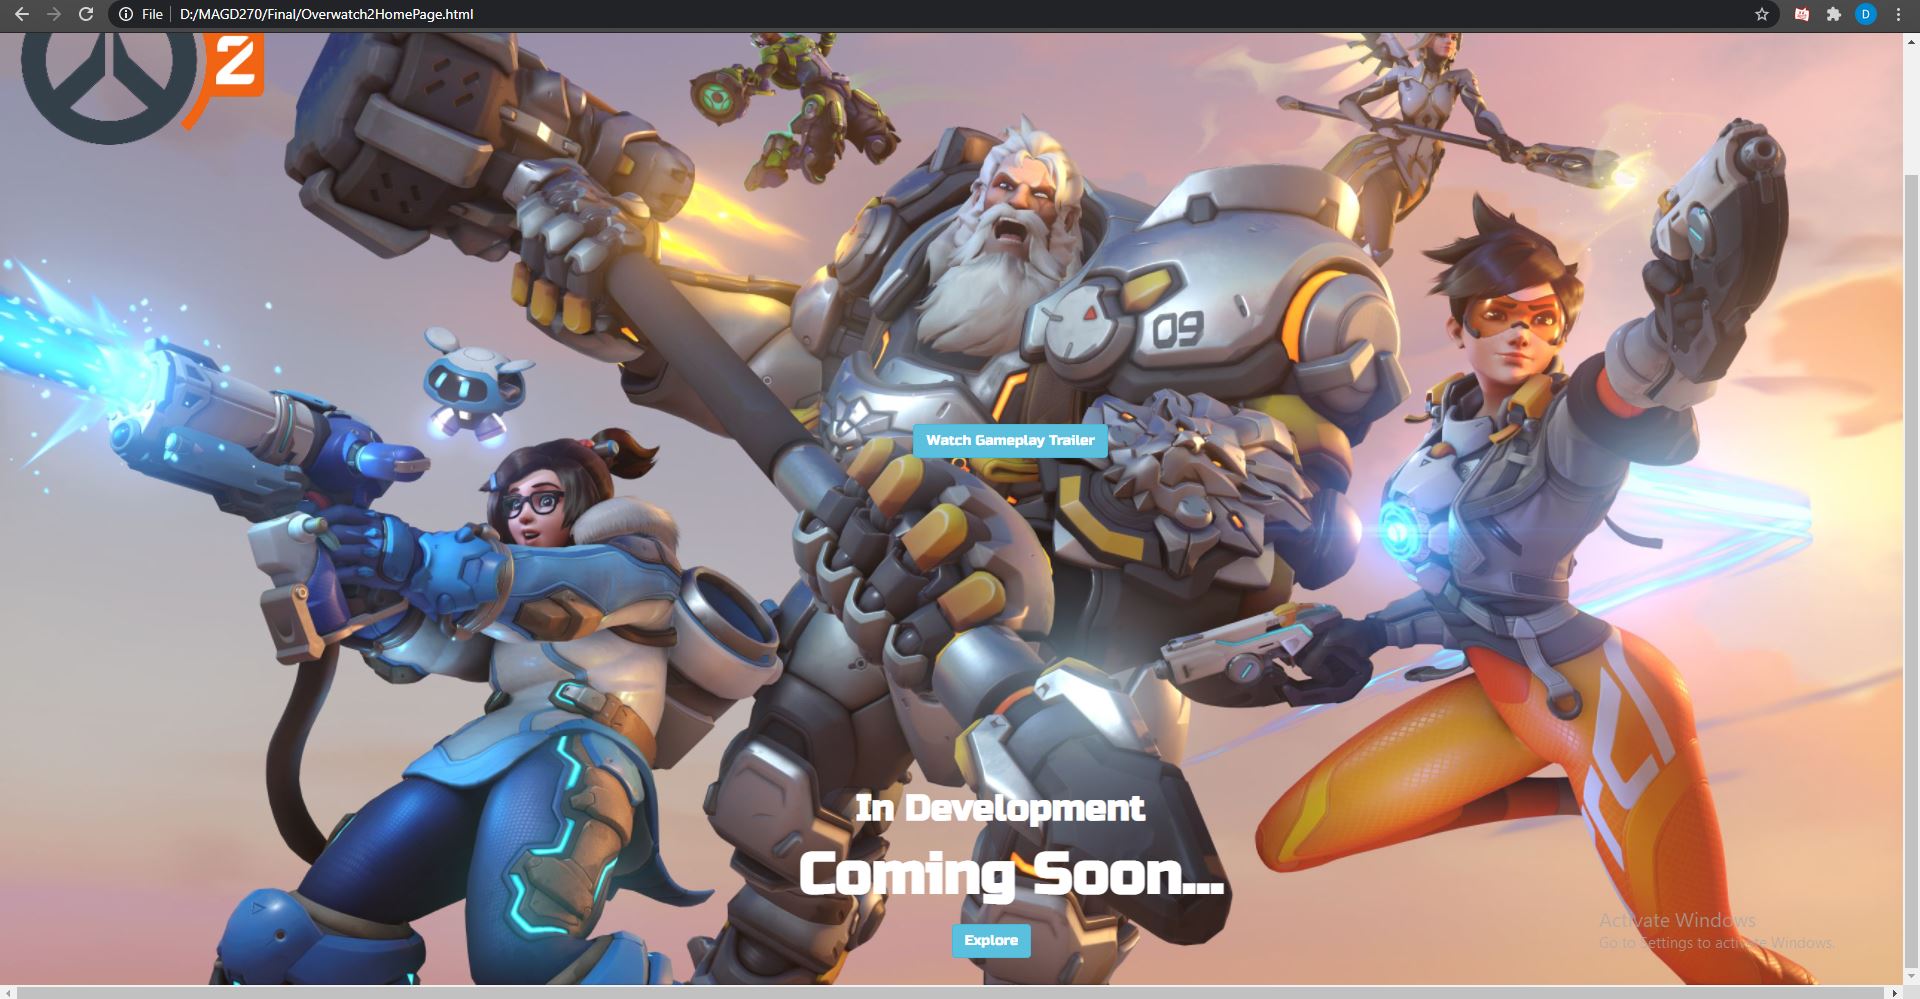 File
D:/MAGD270/Final/Overwatch2HomePage.html
D
2
09
Watch Gameplay Trailer
In Development
Coming Soon...
Explore
Activate Windows
Go to Settings to activate Windows.